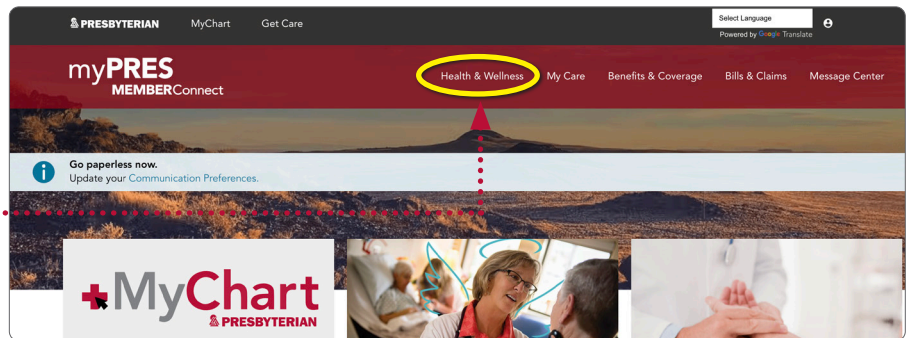 PRESBYTERIAN MyChart Get Care Select Language
Powered by Google Translate
myPRES
MEMBERConnect
Health & Wellness My Care Benefits & Coverage Bills & Claims Message Center
Go paperless now.
Update your Communication Preferences.
MyChart
PRESBYTERIAN